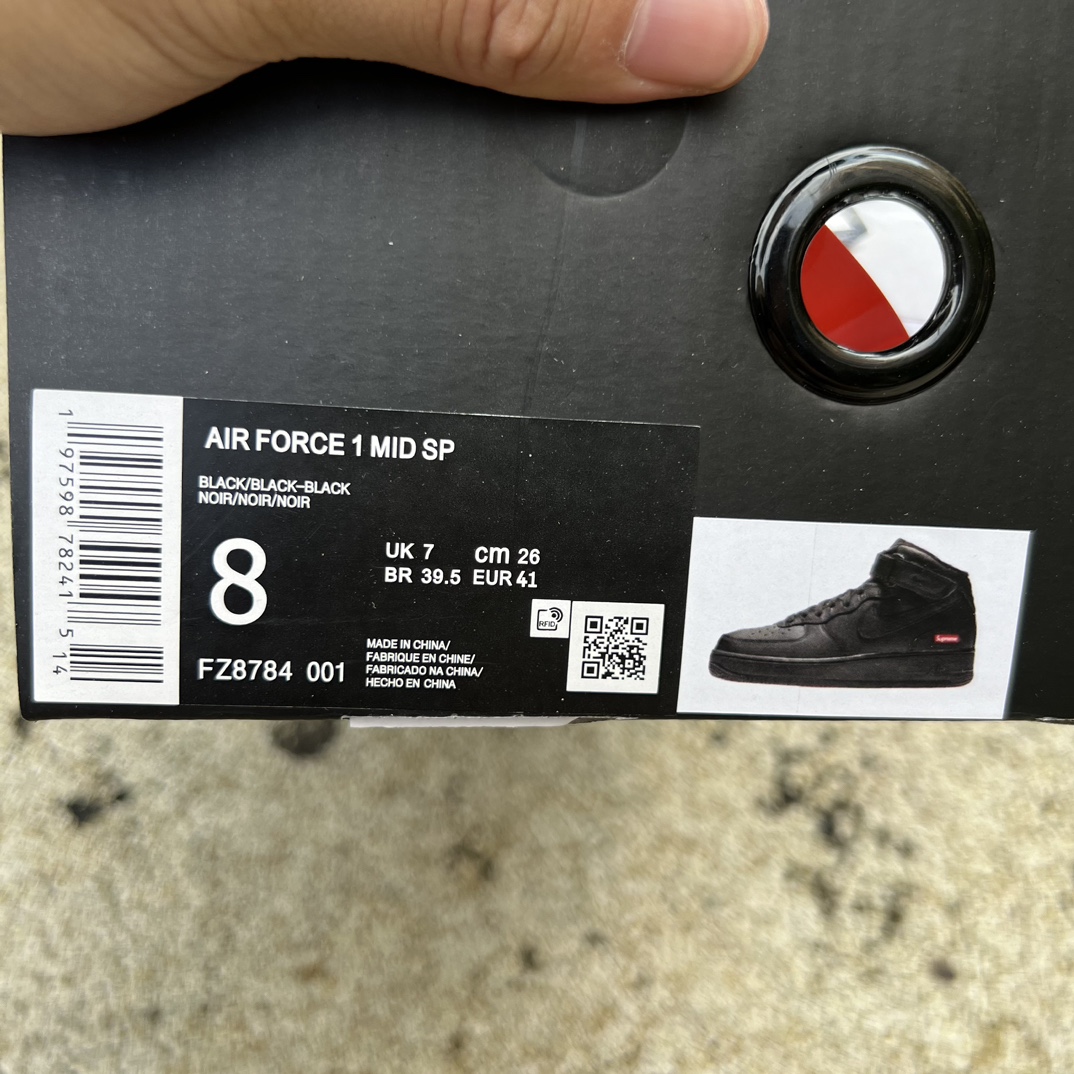 AIR FORCE 1 MID SP
BLACK/BLACK-BLACK
NOIR/NOIR/NOIR
8
UK 7 cm 26
BR 39.5 EUR 41
RFID
FZ8784 001
MADE IN CHINA/
FABRIQUE EN CHINE/
FABRICADO NA CHINA/
HECHO EN CHINA
1 97598 78241 5 14
Supreme